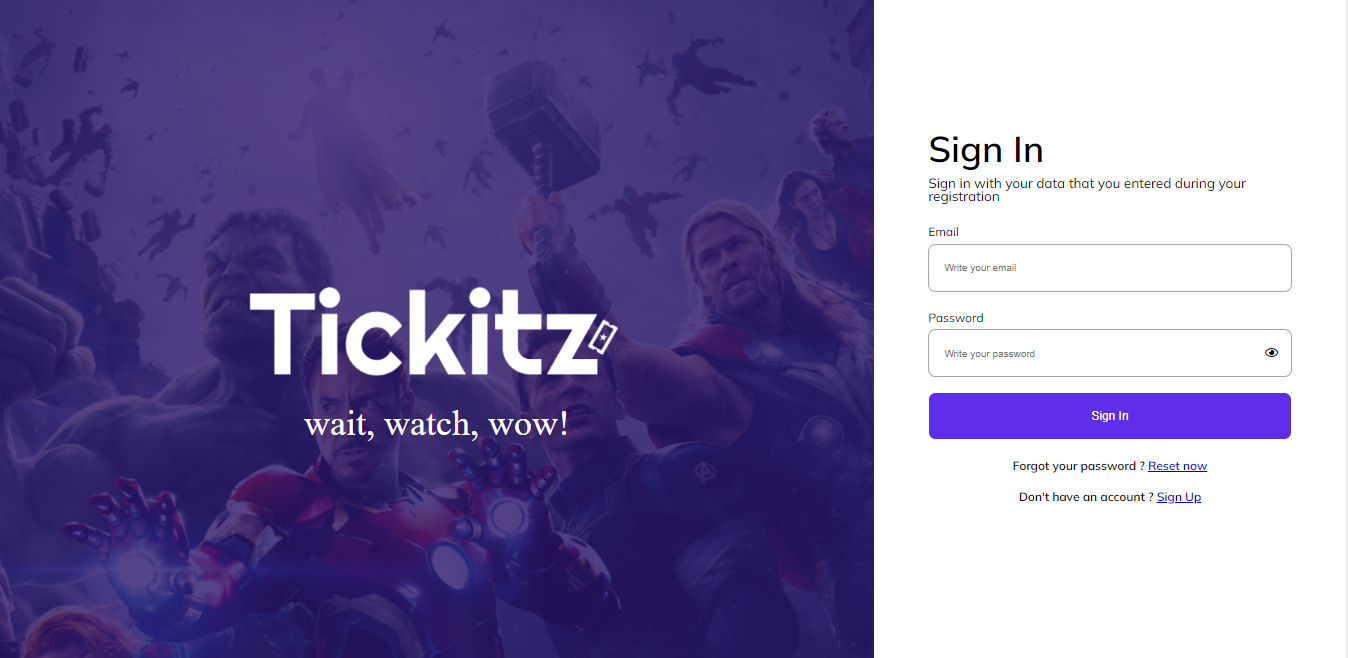 Tickitz
wait, watch, wow!
Sign In
Sign in with your data that you entered during your
registration
Email
Write your email
Password
Write your password
Sign In
Forgot your password ? Reset now
Don't have an account ? Sign Up